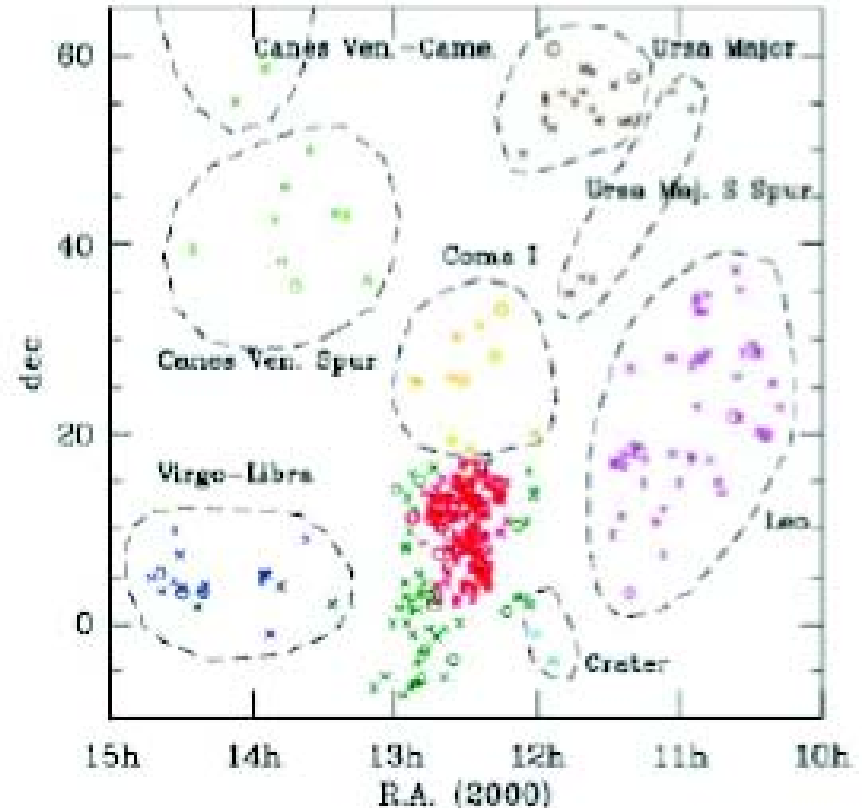 60
Canes Ven.-Came.
Ursa Major
Ursa Maj. S Spur
40
Coma I
dec
Canes Ven. Spur
20
Virgo-Libra
Leo
0
Crater
15h
14h
13h
12h
11h
10h
R.A. (2000)